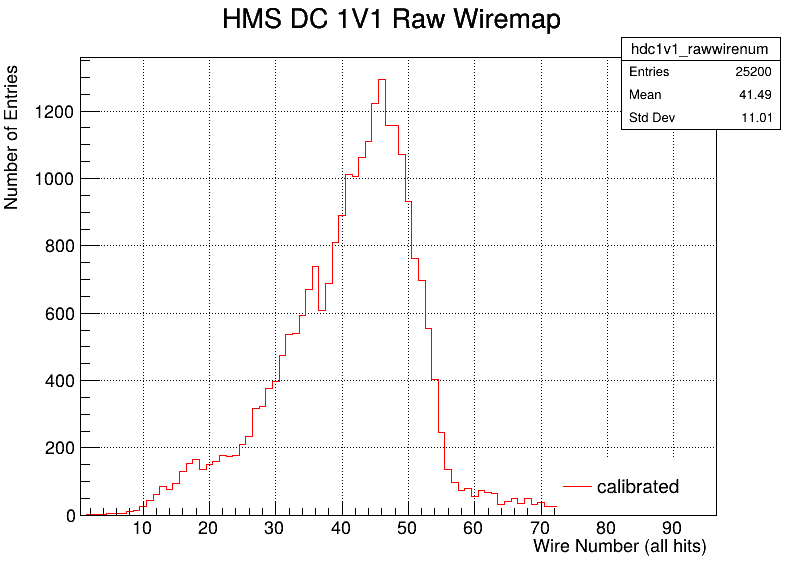 HMS DC 1V1 Raw Wiremap
hdc1v1_rawwirenum
Entries 25200
Mean 41.49
Std Dev 11.01
Number of Entries
1200
1000
800
600
400
200
0
calibrated
10 20 30 40 50 60 70 80 90
Wire Number (all hits)